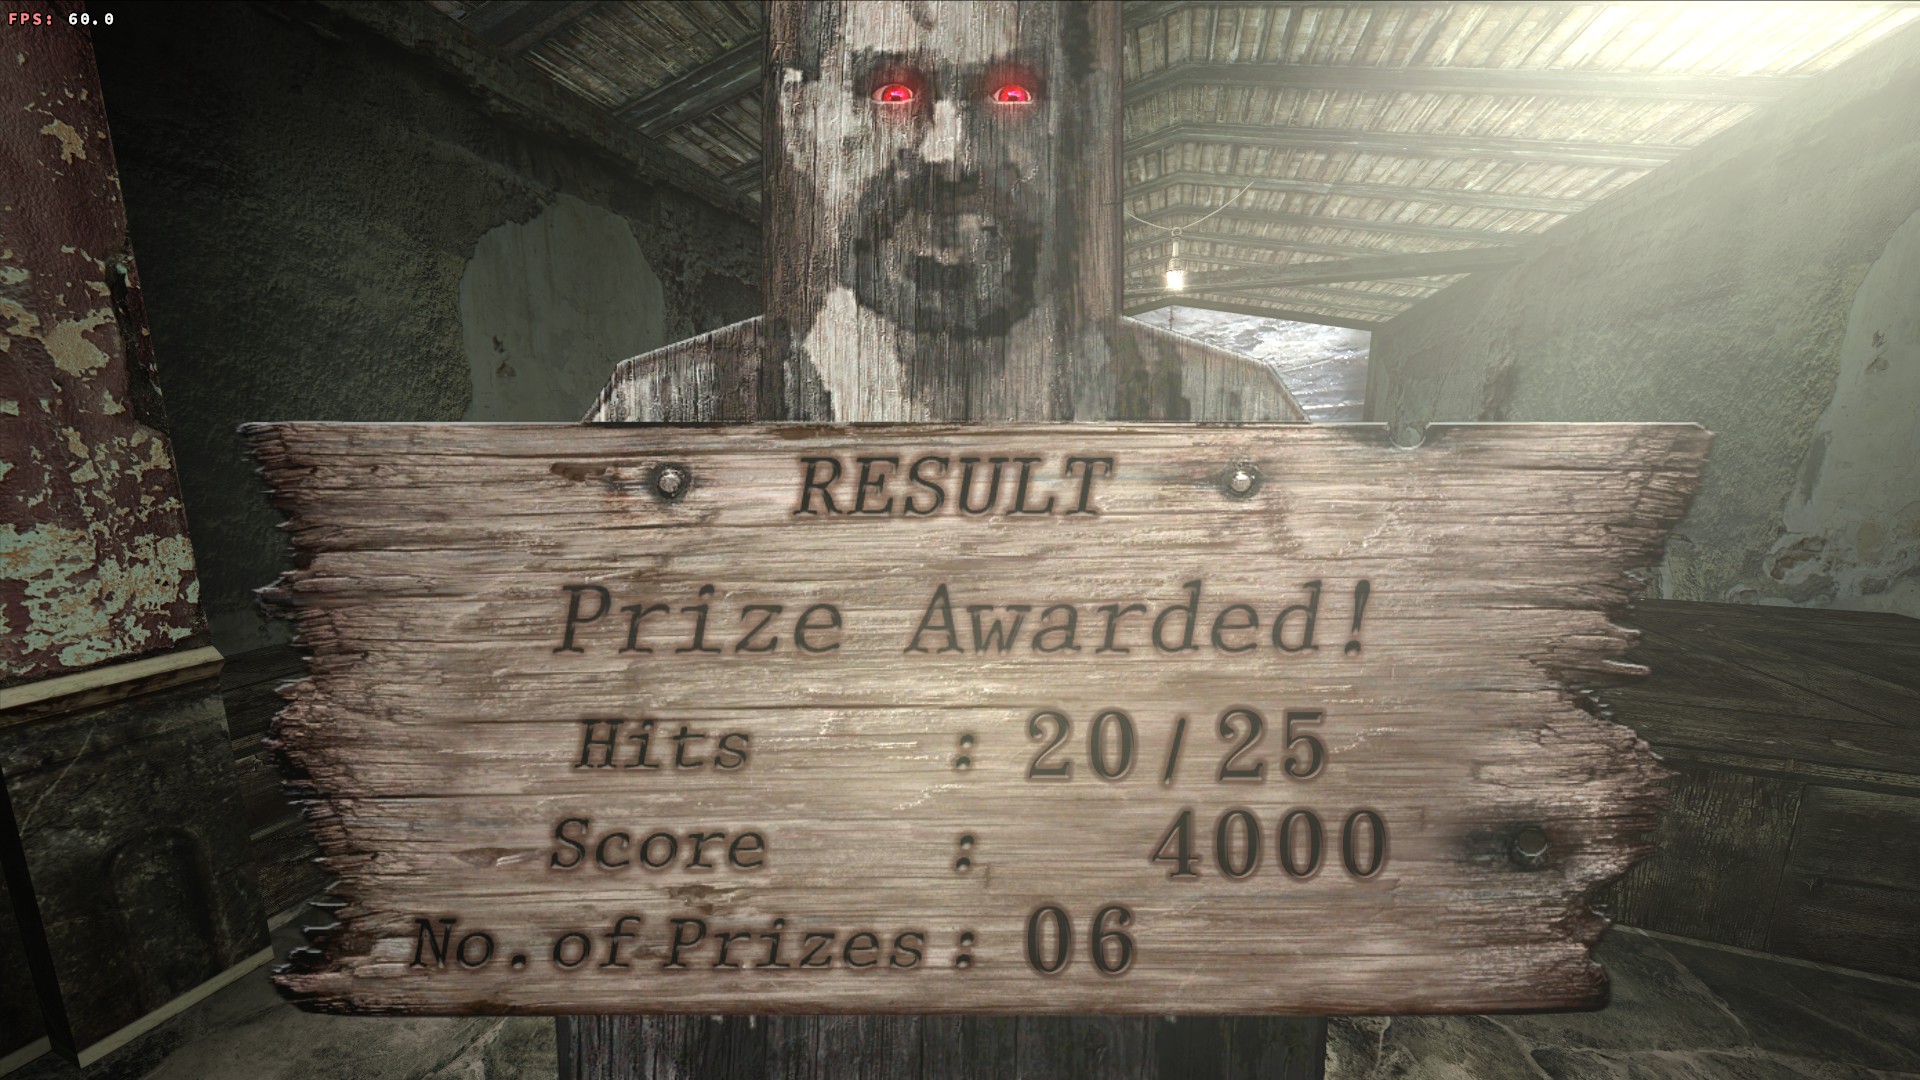 FPS: 60.0
RESULT
Prize Awarded!
Hits : 20/25
Score : 4000
No.of Prizes: 06